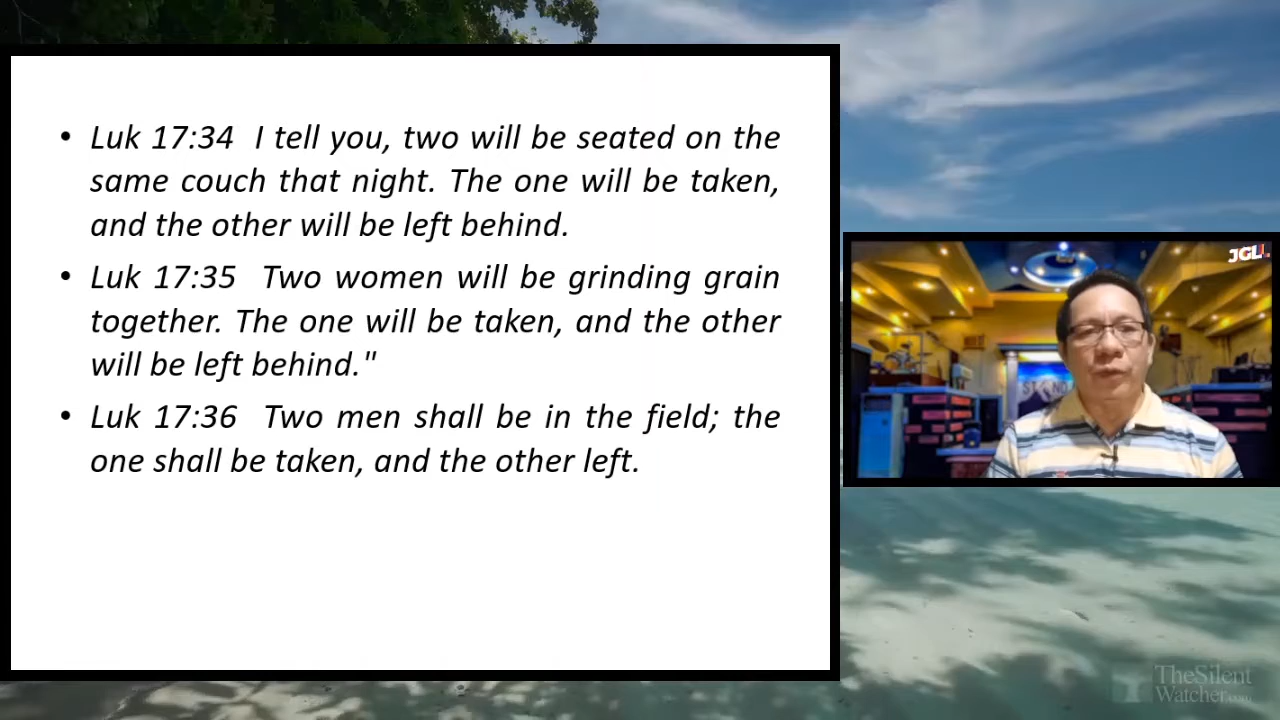 • Luk 17:34 I tell you, two will be seated on the
same couch that night. The one will be taken,
and the other will be left behind.
• Luk 17:35 Two women will be grinding grain
together. The one will be taken, and the other
will be left behind."
• Luk 17:36 Two men shall be in the field; the
one shall be taken, and the other left.
JGLL
TheSilent
Watcher.com